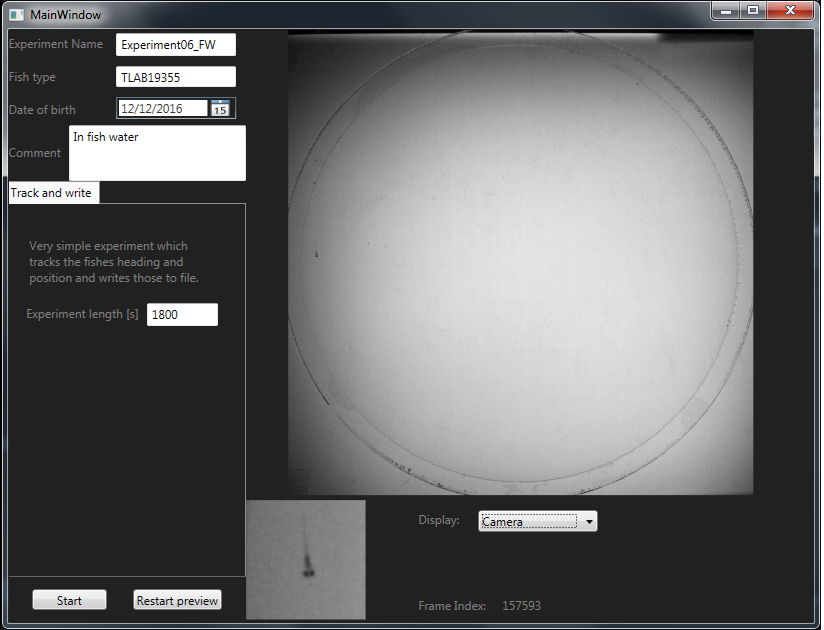 MainWindow
Experiment Name
Experiment06_FW
Fish type
TLAB19355
Date of birth
12/12/2016
15
Comment
In fish water
Track and write
Very simple experiment which
tracks the fishes heading and
position and writes those to file.
Experiment length [s]
1800
Display:
Camera
Start
Restart preview
Frame Index:
157593